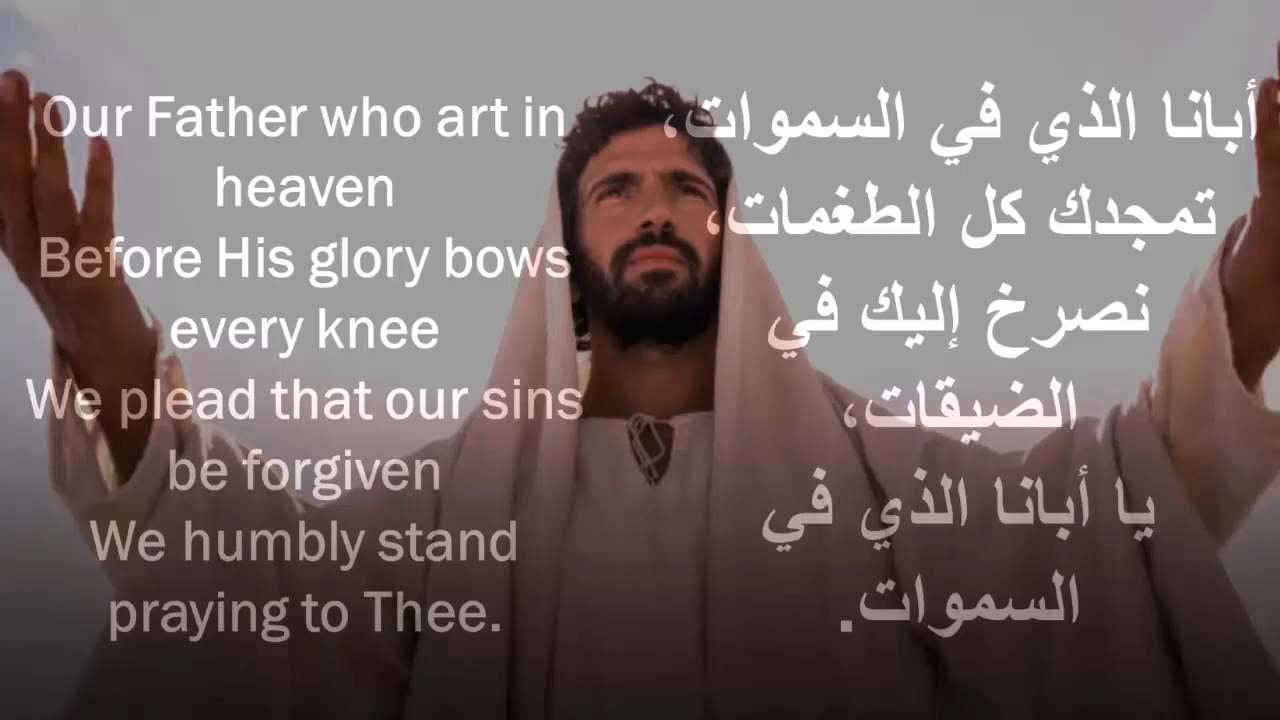 Our Father who art in
heaven
Before His glory bows
every knee
We plead that our sins
be forgiven
We humbly stand
praying to Thee.
أبانا الذي في السموات،
تمجدك كل الطغمات،
نصرخ إليك في
الضيقات،
يا أبانا الذي في
السموات.